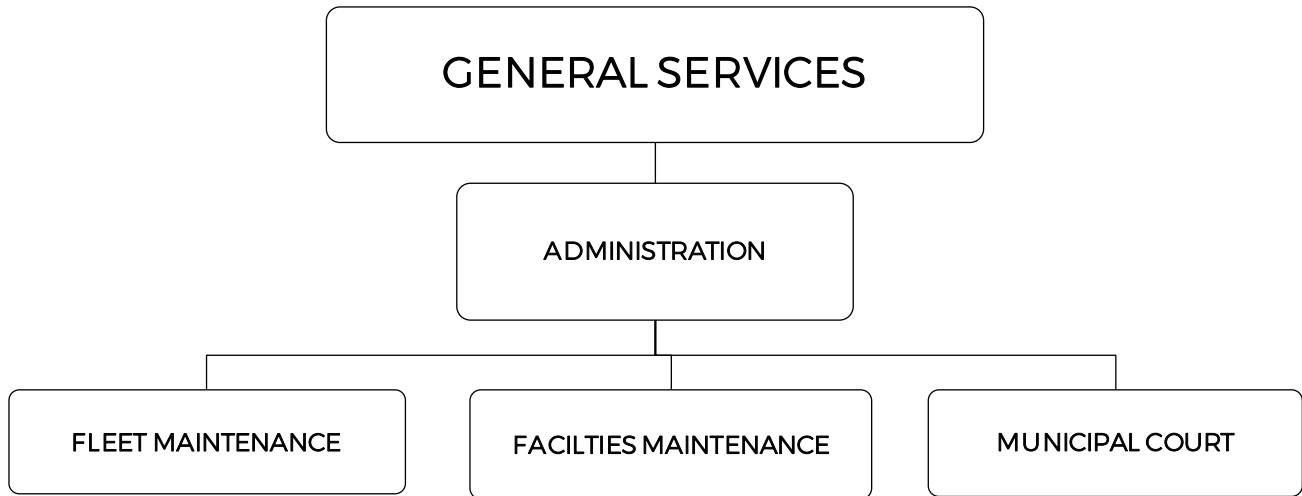 GENERAL SERVICES
ADMINISTRATION
FLEET MAINTENANCE
FACILTIES MAINTENANCE
MUNICIPAL COURT